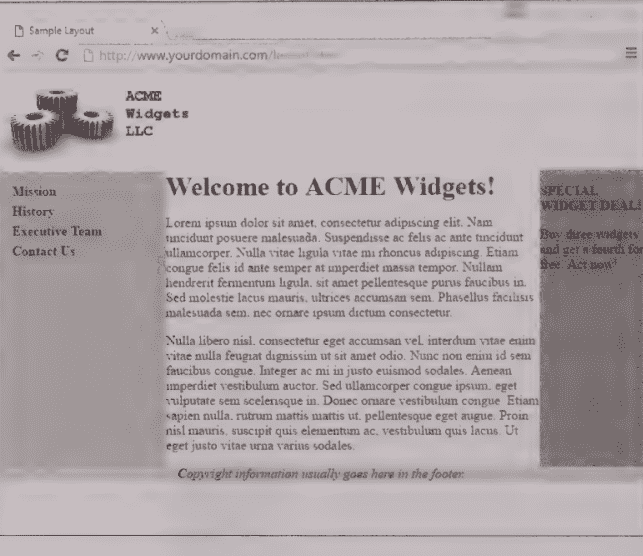 Sample Layout
http://www.yourdomain.com/
ACME
Widgets
LLC
Mission
History
Executive Team
Contact Us
Welcome to ACME Widgets!
Lorem ipsum dolor sit amet, consectetur adipiscing elit. Nam
tincidunt posuere malesuada. Suspendisse ac felis ac ante tincidunt
ullamcorper. Nulla vitae ligula vitae mi rhoncus adipiscing. Etiam
congue felis id ante semper at imperdiet massa tempor. Nullam
hendrerit fermentum ligula, sit amet pellentesque purus faucibus in.
Sed molestie lacus mauris, ultrices accumsan sem. Phasellus facilisis
malesuada sem, nec ornare ipsum dictum consectetur.
Nulla libero nisl, consectetur eget accumsan vel, interdum vitae enim
vitae nulla feugiat dignissim ut sit amet odio. Nunc non enim id sem
faucibus congue. Integer ac mi in justo euismod sodales. Aenean
imperdiet vestibulum auctor. Sed ullamcorper congue ipsum, eget
vulputate sem scelerisque in. Donec ornare vestibulum congue. Etiam
sapien nulla, rutrum mattis mattis ut, pellentesque eget augue. Proin
nisl mauris, suscipit quis elementum ac, vestibulum quis lacus. Ut
eget justo vitae urna varius sodales.
SPECIAL
WIDGET DEAL!
Buy three widgets
and get a fourth for
free. Act now!
Copyright information usually goes here in the footer.